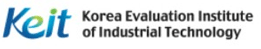 Keit Korea Evaluation Institute
of Industrial Technology